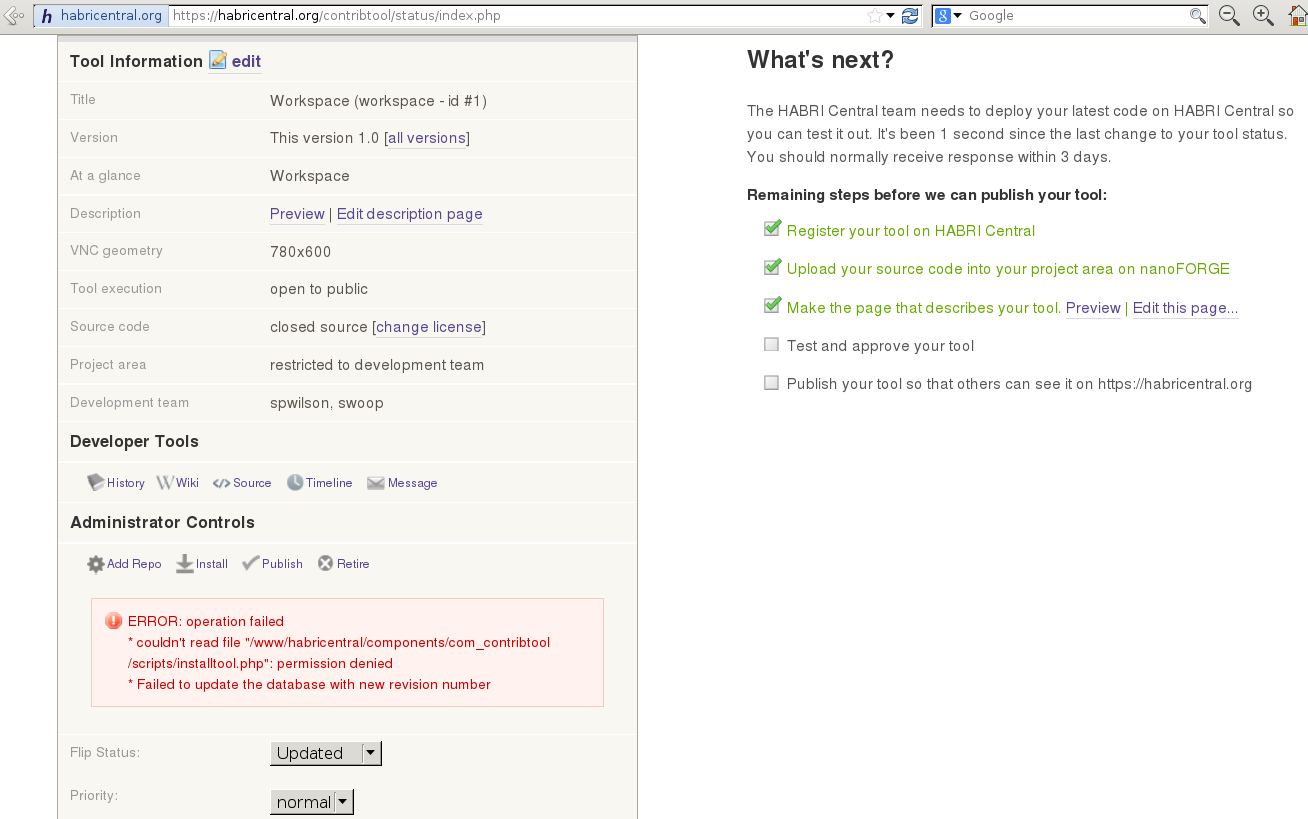 habricentral.org https://habricentral.org/contribtool/status/index.php Google
Tool Information edit
Title Workspace (workspace - id #1)
Version This version 1.0 [all versions]
At a glance Workspace
Description Preview | Edit description page
VNC geometry 780x600
Tool execution open to public
Source code closed source [change license]
Project area restricted to development team
Development team spwilson, swoop
Developer Tools
History Wiki Source Timeline Message
Administrator Controls
Add Repo Install Publish Retire
ERROR: operation failed
* couldn't read file "/www/habricentral/components/com_contribtool
/scripts/installtool.php": permission denied
* Failed to update the database with new revision number
Flip Status: Updated
Priority: normal
What's next?
The HABRI Central team needs to deploy your latest code on HABRI Central so
you can test it out. It's been 1 second since the last change to your tool status.
You should normally receive response within 3 days.
Remaining steps before we can publish your tool:
Register your tool on HABRI Central
Upload your source code into your project area on nanoFORGE
Make the page that describes your tool. Preview | Edit this page...
Test and approve your tool
Publish your tool so that others can see it on https://habricentral.org